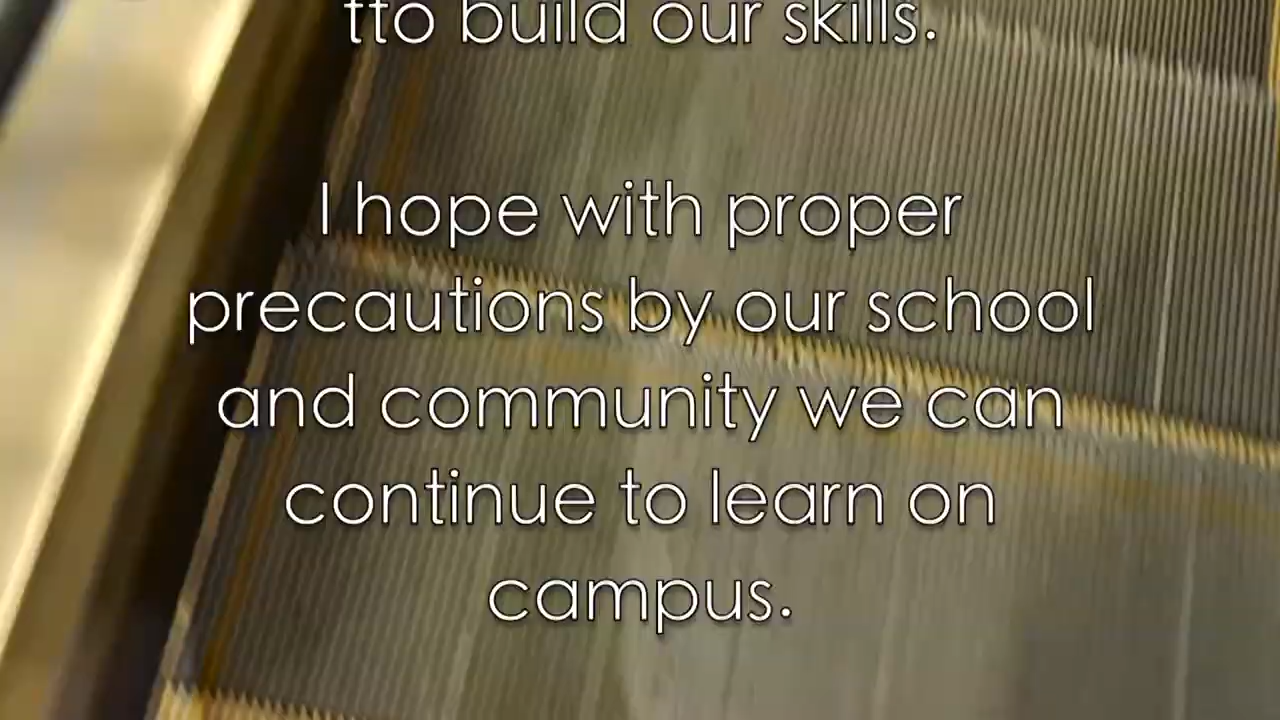 tto build our skills.
I hope with proper
precautions by our school
and community we can
continue to learn on
campus.